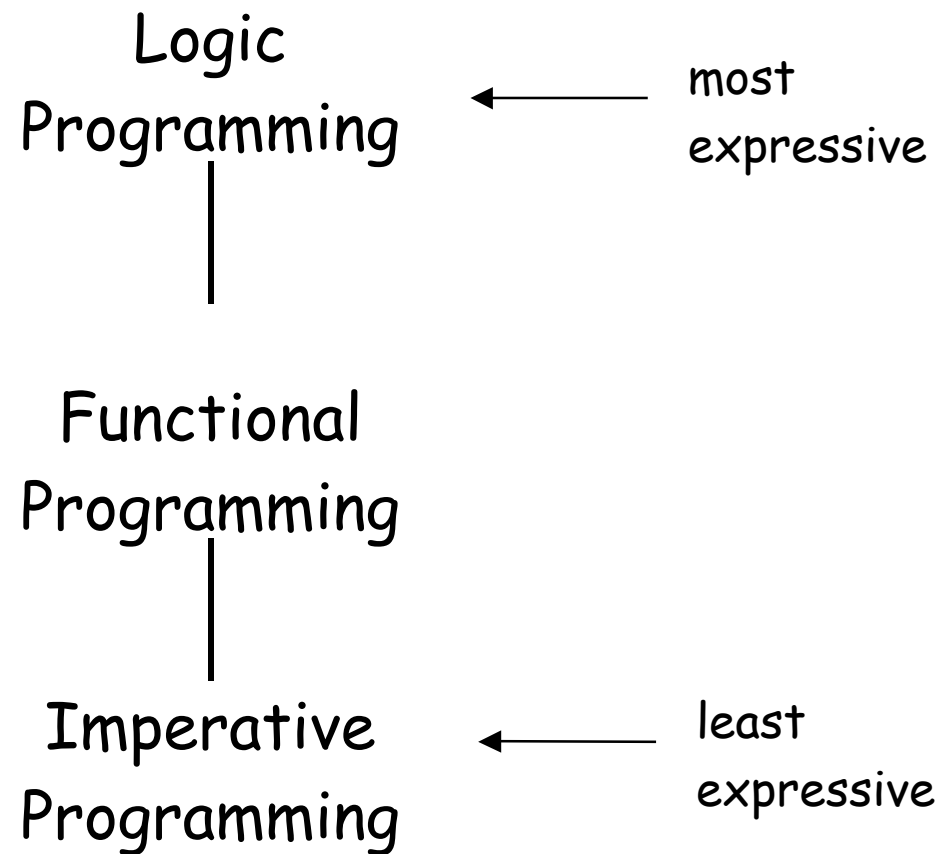 Logic
Programming
most
expressive
Functional
Programming
Imperative
Programming
least
expressive